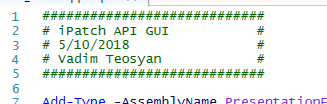 1 ###########################
2 # iPatch API GUI #
3 # 5/10/2018 #
4 # Vadim Teosyan #
5 ###########################
6
7 Add-Type -AssemblyName